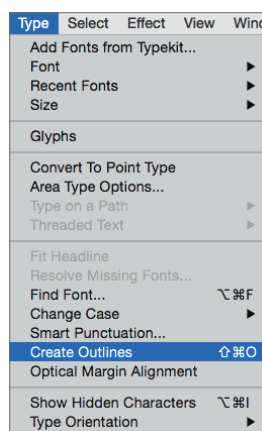 Type Select Effect View Wind
Add Fonts from Typekit...
Font ▶
Recent Fonts ▶
Size ▶
Glyphs
Convert To Point Type
Area Type Options...
Type on a Path ▶
Threaded Text ▶
Fit Headline
Resolve Missing Fonts...
Find Font... ⌥⌘F
Change Case ▶
Smart Punctuation...
Create Outlines ⇧⌘O
Optical Margin Alignment
Show Hidden Characters ⌥⌘I
Type Orientation ▶